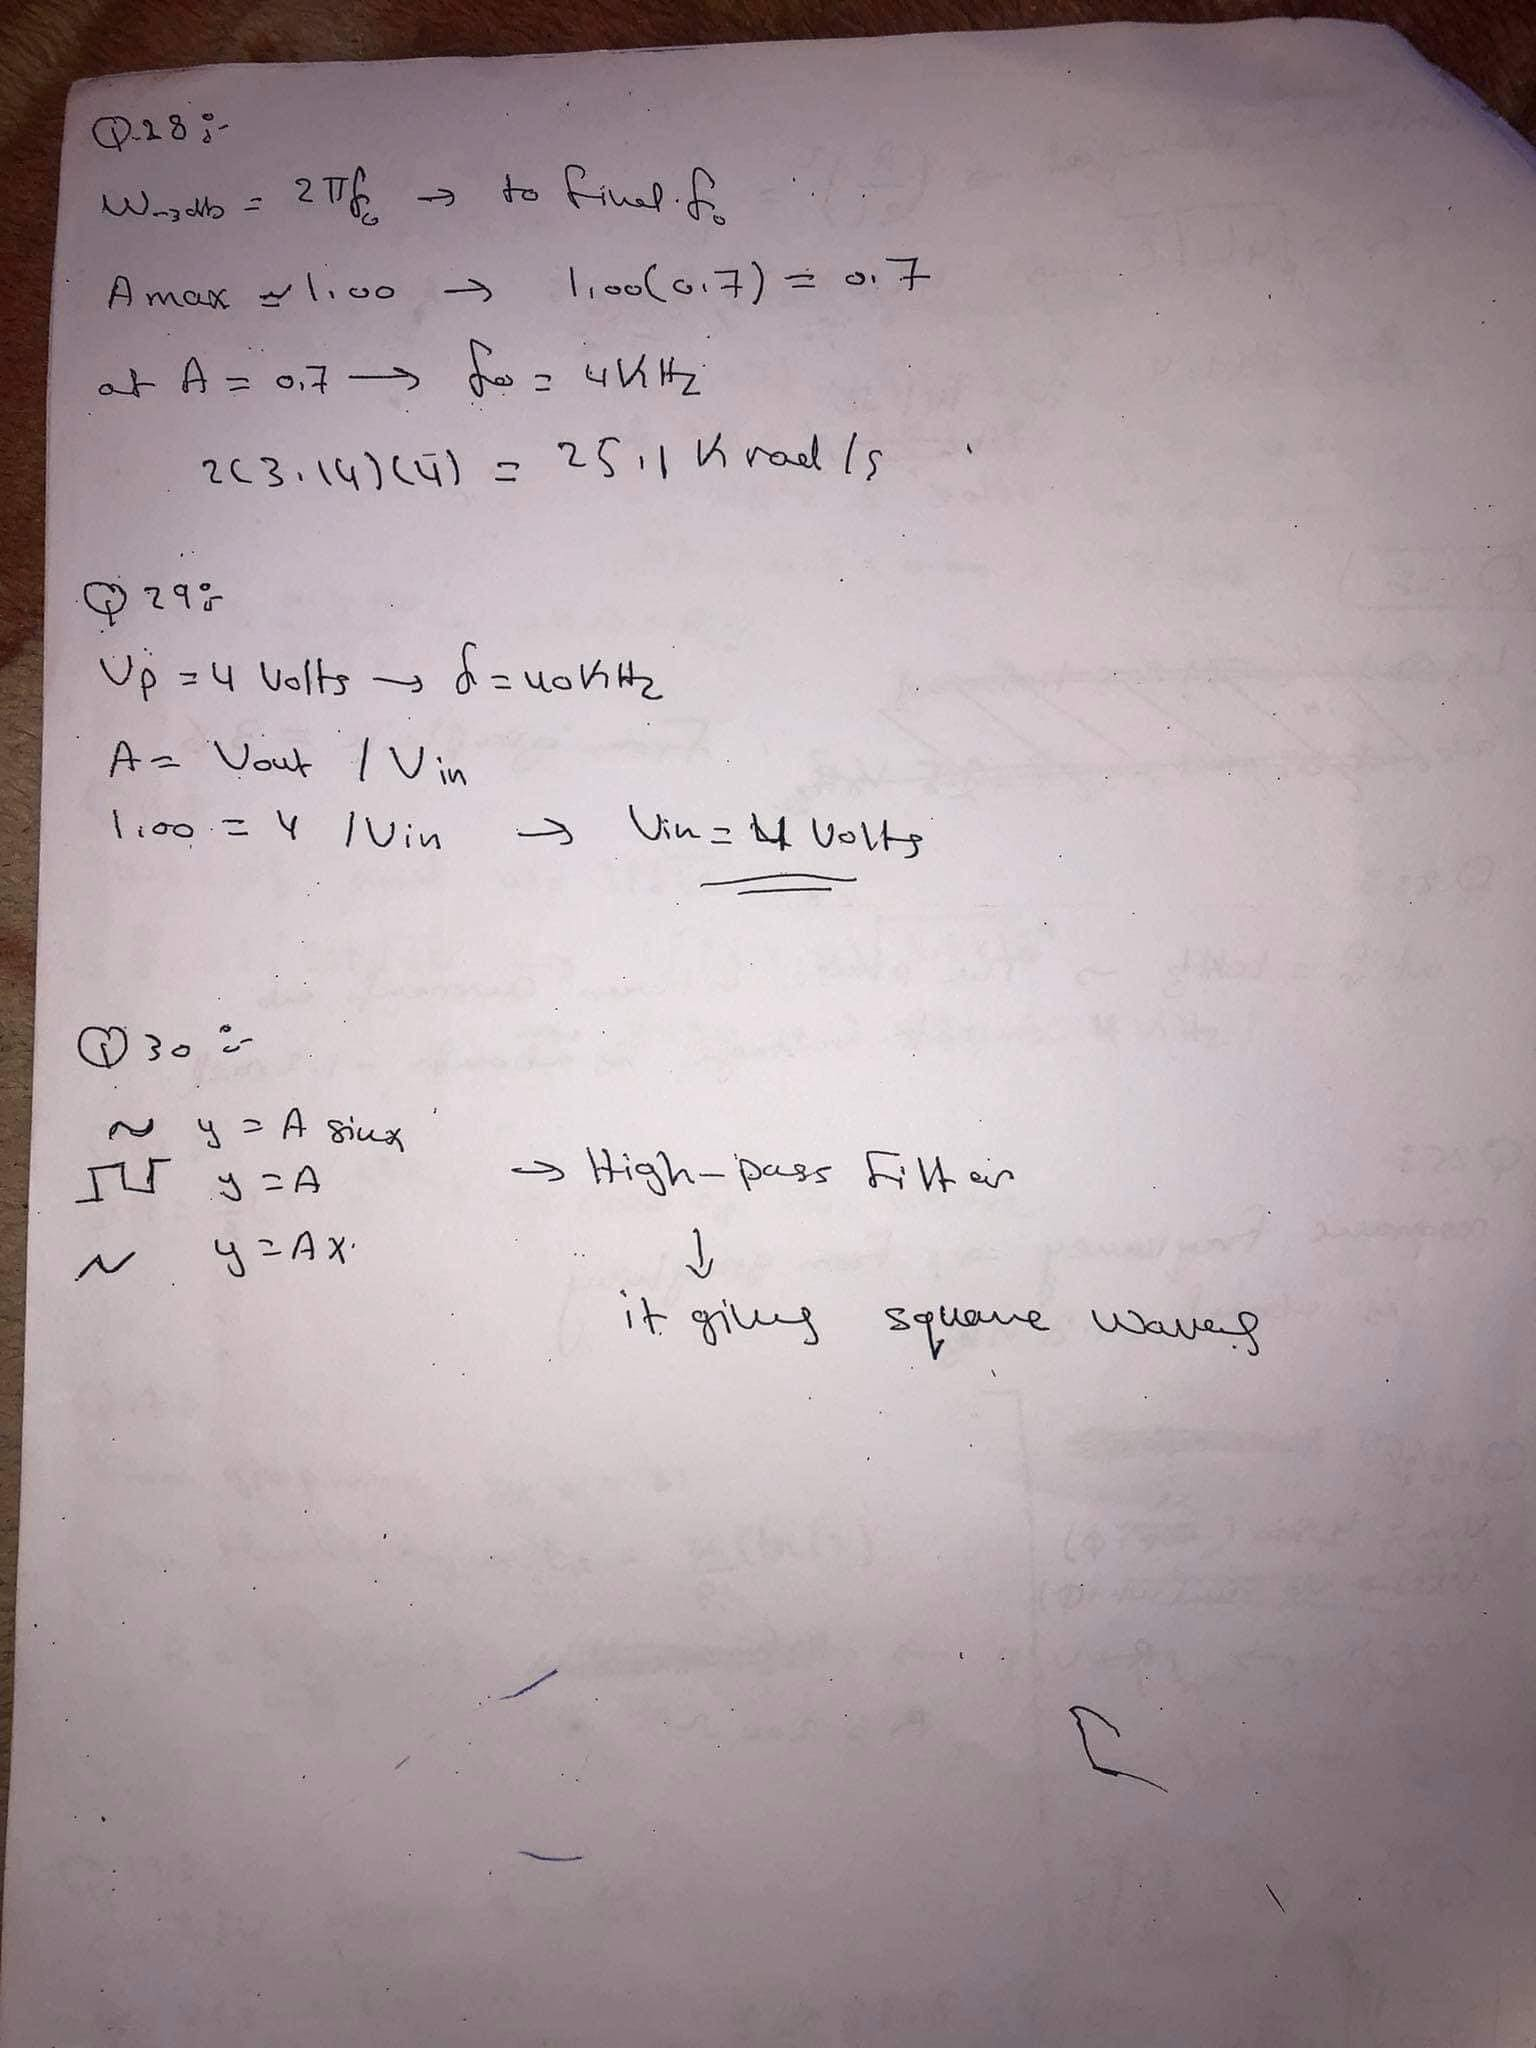 Q.28:-
W-3db = 2πf₀ → to find f₀
Amax ≃ 1.00 → 1.00(0.7) = 0.7
at A = 0.7 → f₀ = 4KHz
2(3.14)(4) = 25.1 K rad/s
Q 29:
Vp = 4 Volts → f = 40KHz
A = Vout / Vin
1.00 = 4 / Vin → Vin = 4 Volts
Q 30:-
y = A sinx
y = A → High-pass filter
y = AX ↓
it gives square waves